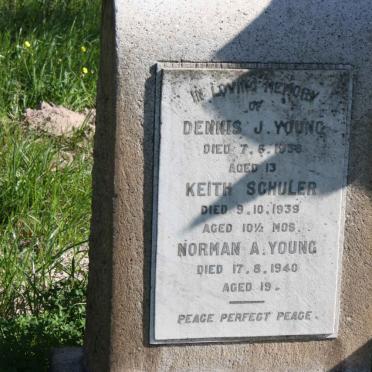 IN LOVING MEMORY
OF
DENNIS J. YOUNG
DIED 7.6.1938
AGED 13
KEITH SCHULER
DIED 9.10.1939
AGED 10½ MOS.
NORMAN A. YOUNG
DIED 17.8.1940
AGED 19.
PEACE PERFECT PEACE.